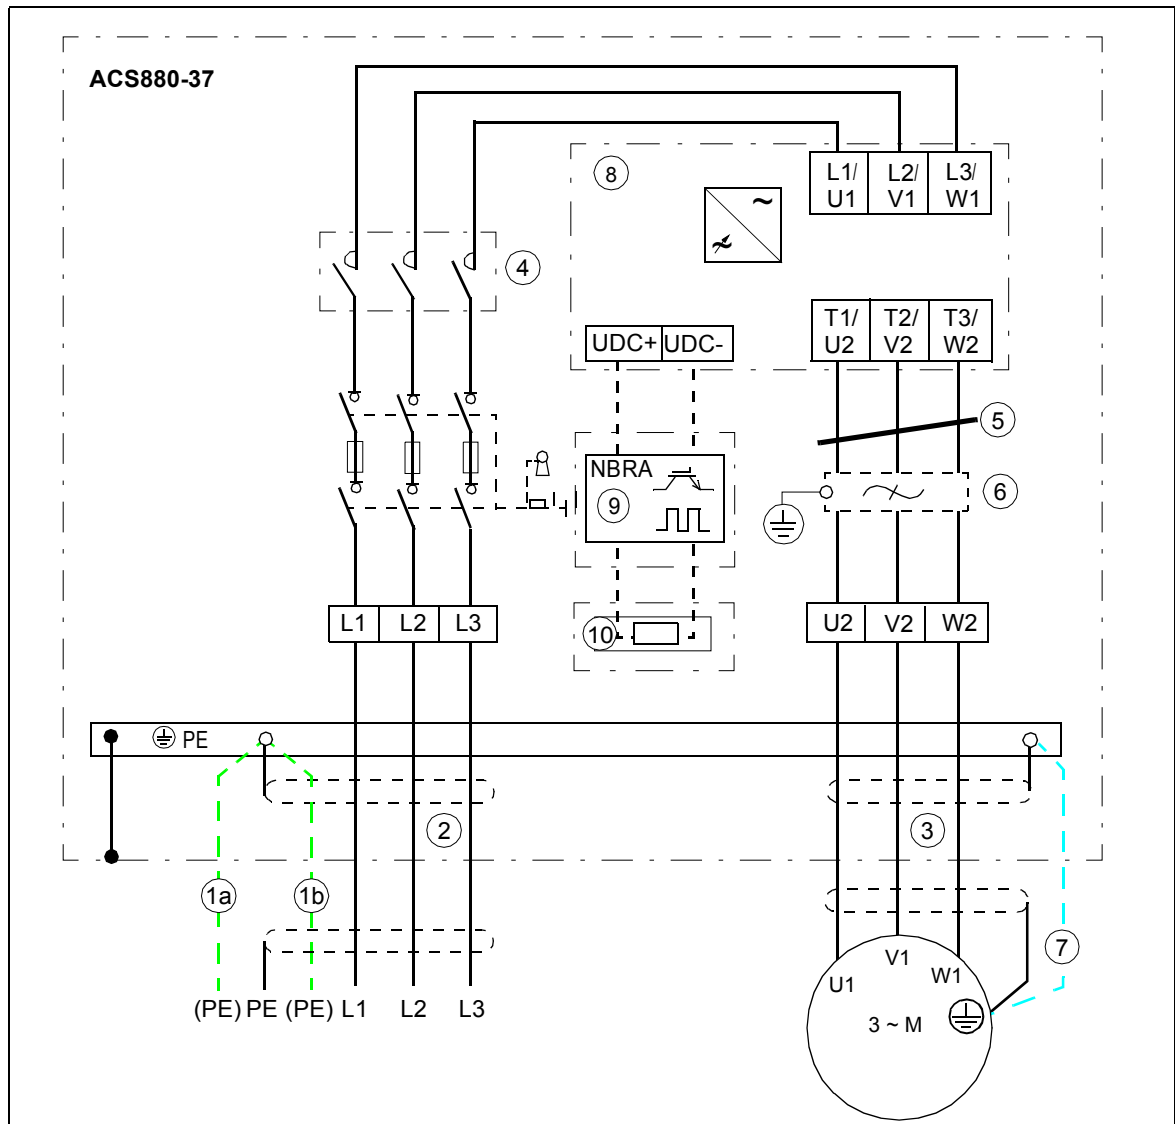 ACS880-37
8
L1/ L2/ L3/
U1 V1 W1
~
4
T1/ T2/ T3/
U2 V2 W2
UDC+ UDC-
5
NBRA
9
6
L1 L2 L3
10
U2 V2 W2
PE
2
3
1a 1b
7
V1
U1 W1
3 ~ M
(PE) PE (PE) L1 L2 L3